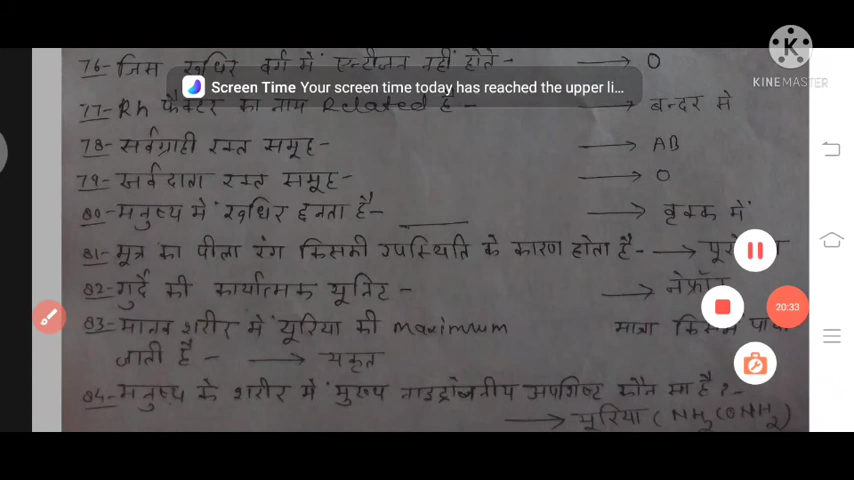 76- जिस रुधिर वर्ग में एन्टीजन नहीं होते- → O
KINEMASTER
Screen Time Your screen time today has reached the upper li...
77- Rh फैक्टर का नाम Related है- → बन्दर से
78- सर्वग्राही रक्त समूह- → AB
79- सर्वदाता रक्त समूह- → O
80- मनुष्य में रुधिर छनता है- → वृक्क में
81- मूत्र का पीला रंग किसकी उपस्थिति के कारण होता है- →
82- गुर्दे की कार्यात्मक यूनिट- →
20:33
83- मानव शरीर में यूरिया की maximum मात्रा
जाती है- → यकृत
84- मनुष्य के शरीर में मुख्य नाइट्रोजनीय अपशिष्ट कौन सा है?-
→ यूरिया (NH₂CONH₂)